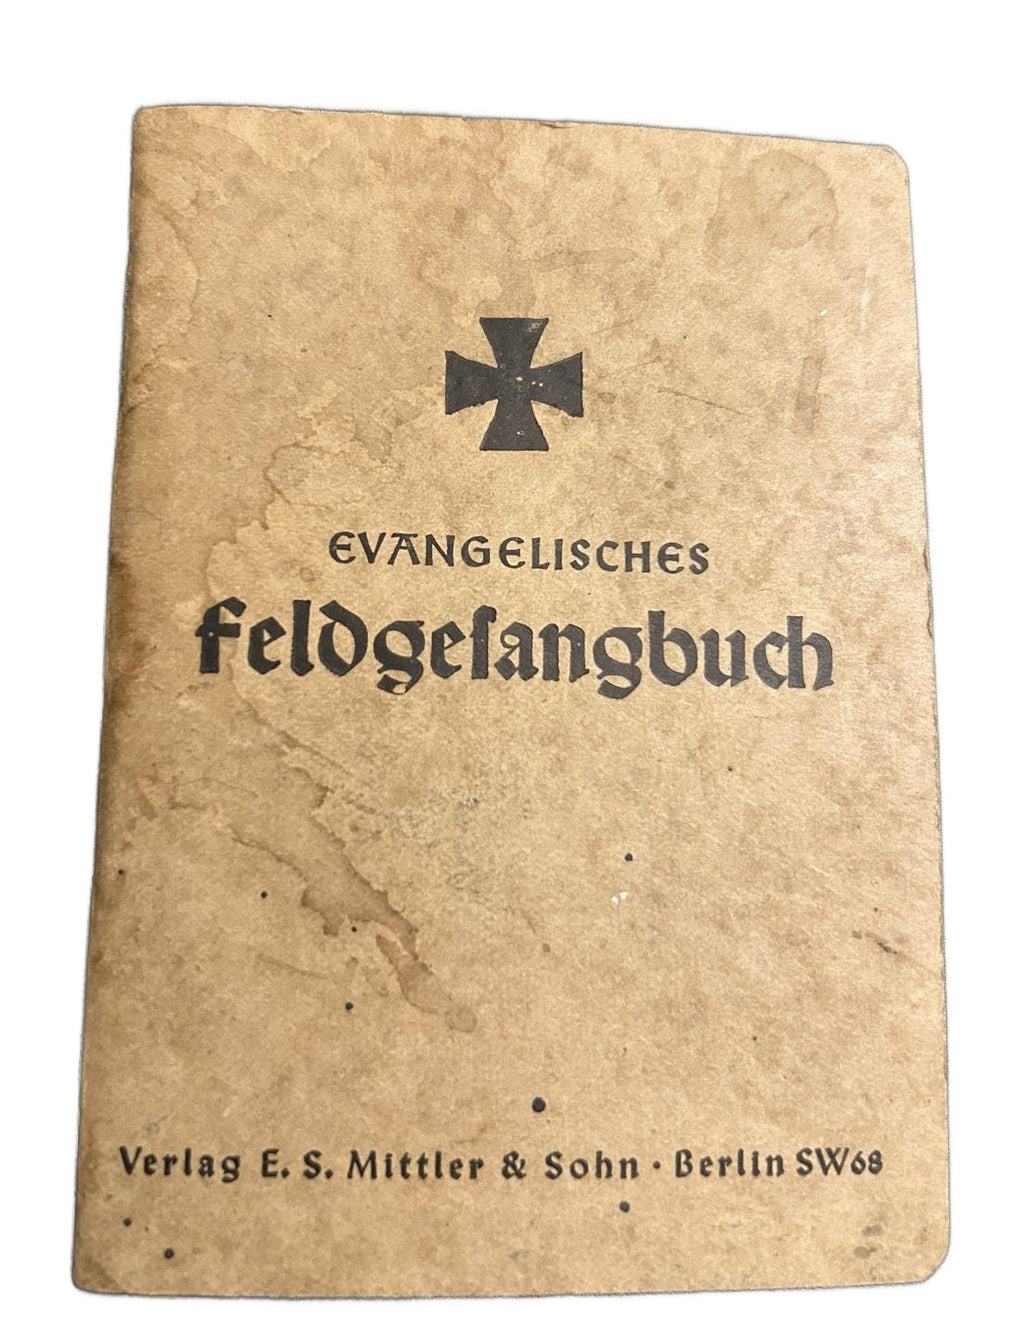 EVANGELISCHES
Feldgeſangbuch
Verlag E. S. Mittler & Sohn · Berlin SW68